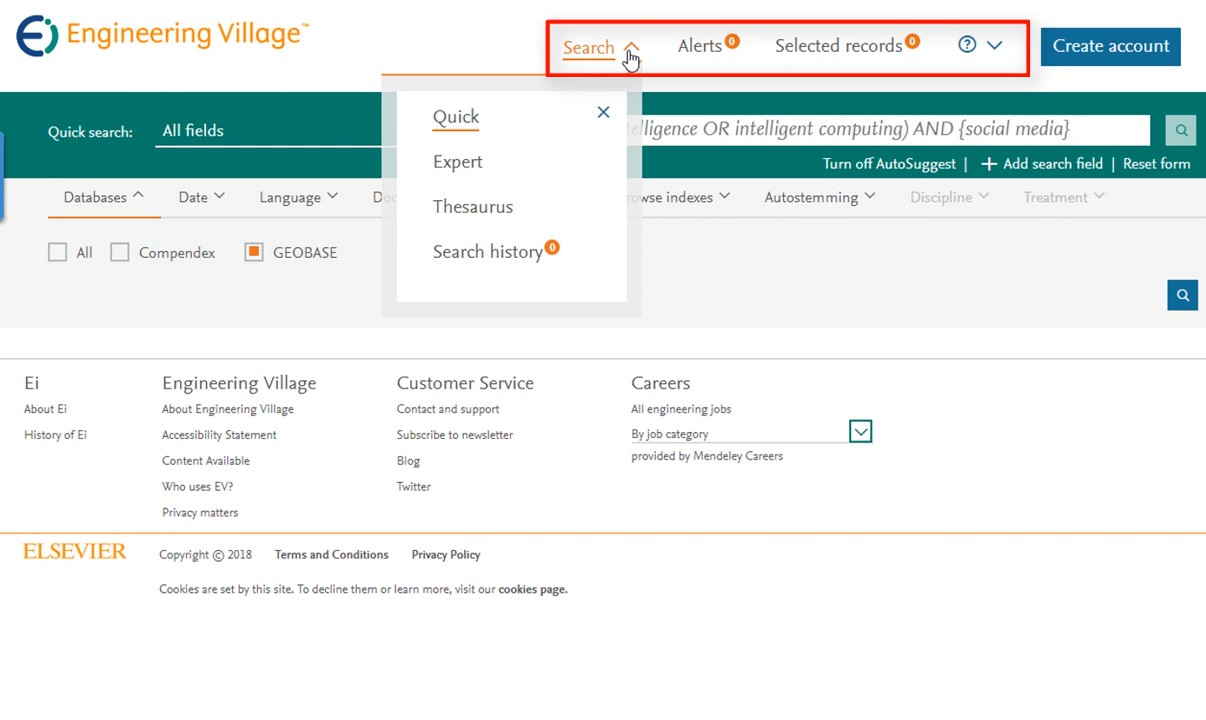 Engineering Village™
Search Alerts 0 Selected records 0 ? Create account
Quick
Expert
Thesaurus
Search history 0
Quick search: All fields
intelligent computing) AND {social media}
Turn off AutoSuggest | + Add search field | Reset form
Databases Date Language
indexes Autostemming Discipline Treatment
All Compendex GEOBASE
Ei
About Ei
History of Ei
Engineering Village
About Engineering Village
Accessibility Statement
Content Available
Who uses EV?
Privacy matters
Customer Service
Contact and support
Subscribe to newsletter
Blog
Twitter
Careers
All engineering jobs
By job category
provided by Mendeley Careers
ELSEVIER Copyright © 2018 Terms and Conditions Privacy Policy
Cookies are set by this site. To decline them or learn more, visit our cookies page.